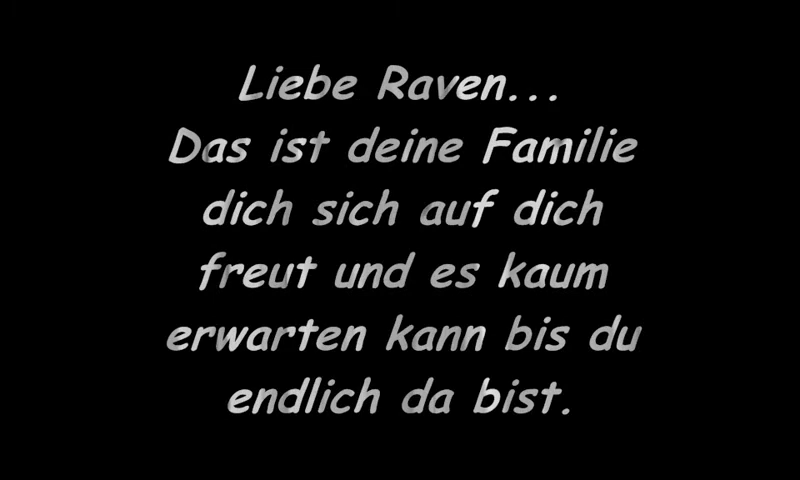 Liebe Raven...
Das ist deine Familie
dich sich auf dich
freut und es kaum
erwarten kann bis du
endlich da bist.